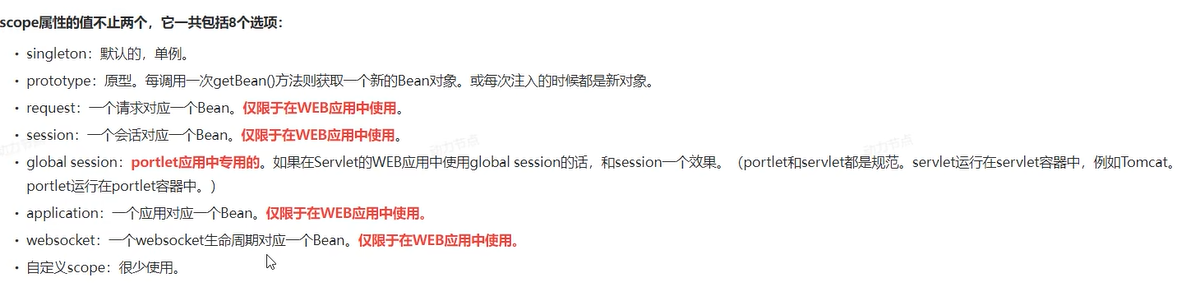 scope属性的值不止两个，它一共包括8个选项：
• singleton：默认的，单例。
• prototype：原型。每调用一次getBean()方法则获取一个新的Bean对象。或每次注入的时候都是新对象。
• request：一个请求对应一个Bean。仅限于在WEB应用中使用。
• session：一个会话对应一个Bean。仅限于在WEB应用中使用。
• global session：portlet应用中专用的。如果在Servlet的WEB应用中使用global session的话，和session一个效果。（portlet和servlet都是规范。servlet运行在servlet容器中，例如Tomcat。
portlet运行在portlet容器中。）
• application：一个应用对应一个Bean。仅限于在WEB应用中使用。
• websocket：一个websocket生命周期对应一个Bean。仅限于在WEB应用中使用。
• 自定义scope：很少使用。
动力节点
动力节点
动力节点